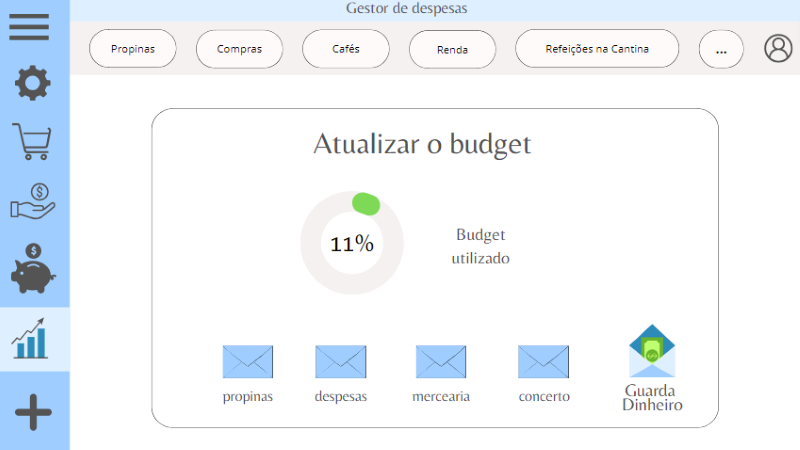 Gestor de despesas
Propinas
Compras
Cafés
Renda
Refeições na Cantina
...
Atualizar o budget
11%
Budget
utilizado
propinas
despesas
mercearia
concerto
Guarda
Dinheiro